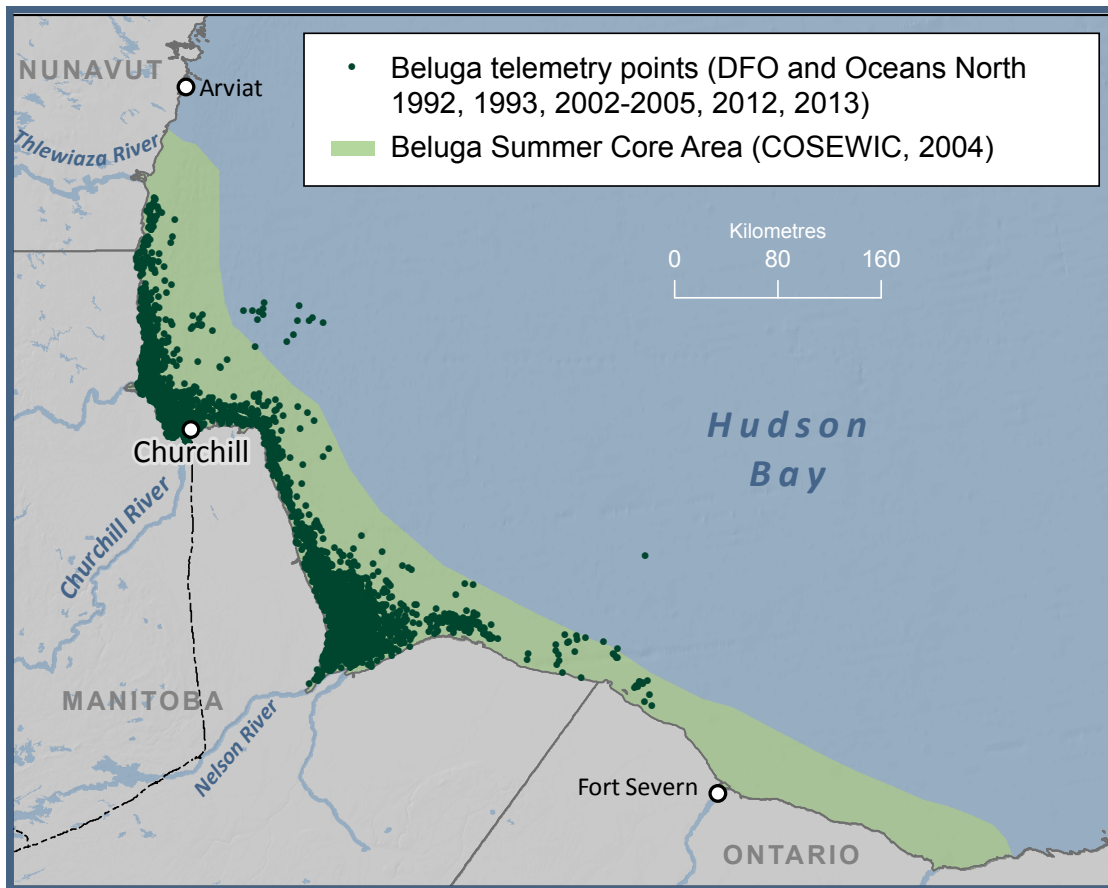 Beluga telemetry points (DFO and Oceans North
1992, 1993, 2002-2005, 2012, 2013)
Beluga Summer Core Area (COSEWIC, 2004)
NUNAVUT
Arviat
Thlewiaza River
Kilometres
0 80 160
Hudson
Bay
Churchill
Churchill River
MANITOBA
Nelson River
Fort Severn
ONTARIO